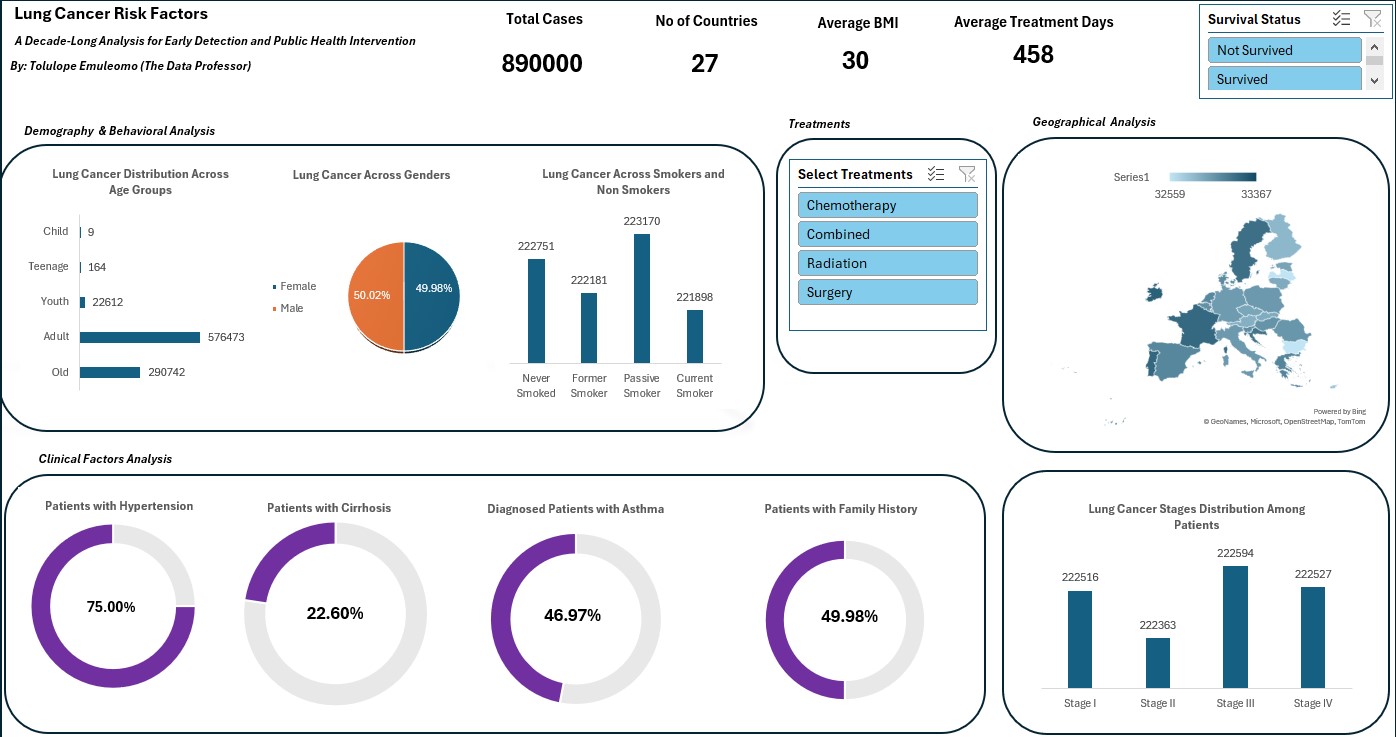 Lung Cancer Risk Factors
A Decade-Long Analysis for Early Detection and Public Health Intervention
By: Tolulope Emuleomo (The Data Professor)
Total Cases
890000
No of Countries
27
Average BMI
30
Average Treatment Days
458
Survival Status
Not Survived
Survived
Demography & Behavioral Analysis
Lung Cancer Distribution Across
Age Groups
Child
9
Teenage
164
Youth
22612
Adult
576473
Old
290742
Lung Cancer Across Genders
Female
Male
50.02%
49.98%
Lung Cancer Across Smokers and
Non Smokers
222751
222181
223170
221898
Never
Smoked
Former
Smoker
Passive
Smoker
Current
Smoker
Treatments
Select Treatments
Chemotherapy
Combined
Radiation
Surgery
Geographical Analysis
Series1
32559
33367
Powered by Bing
© GeoNames, Microsoft, OpenStreetMap, TomTom
Clinical Factors Analysis
Patients with Hypertension
75.00%
Patients with Cirrhosis
22.60%
Diagnosed Patients with Asthma
46.97%
Patients with Family History
49.98%
Lung Cancer Stages Distribution Among
Patients
222516
222363
222594
222527
Stage I
Stage II
Stage III
Stage IV